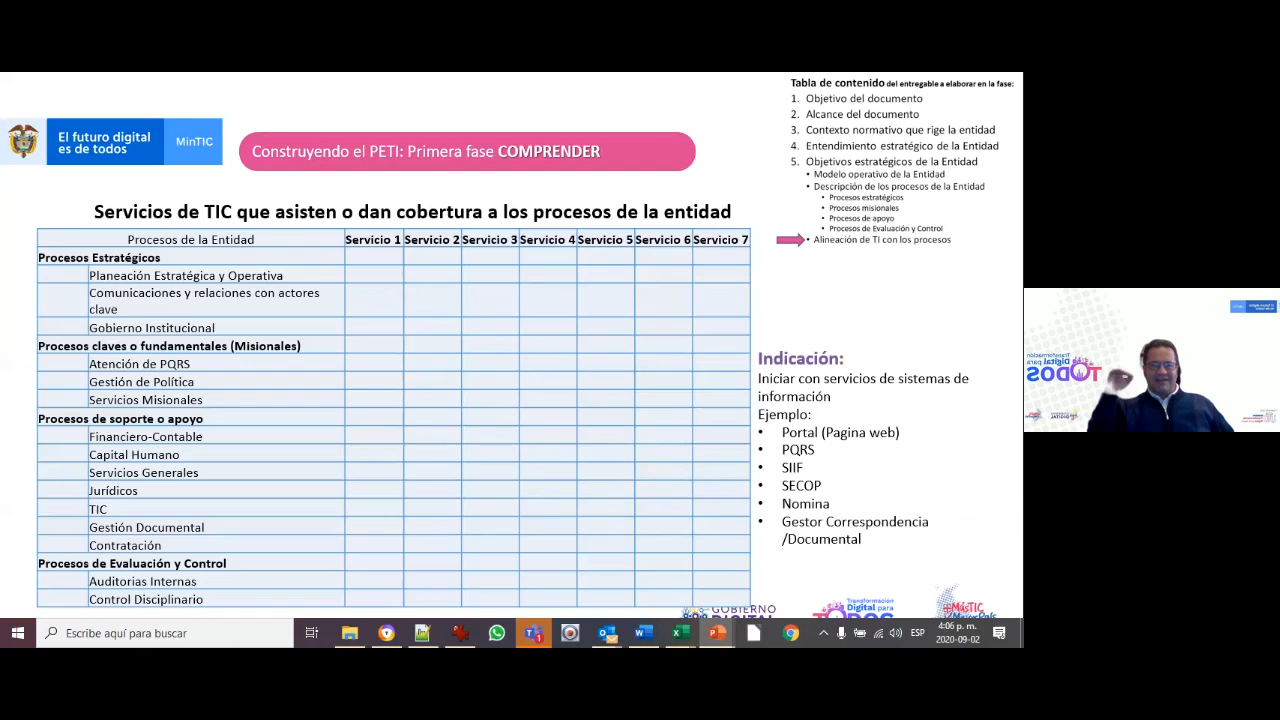 El futuro digital
es de todos
MinTIC
Construyendo el PETI: Primera fase COMPRENDER
Tabla de contenido del entregable a elaborar en la fase:
1. Objetivo del documento
2. Alcance del documento
3. Contexto normativo que rige la entidad
4. Entendimiento estratégico de la Entidad
5. Objetivos estratégicos de la Entidad
• Modelo operativo de la Entidad
• Descripción de los procesos de la Entidad
• Procesos estratégicos
• Procesos misionales
• Procesos de apoyo
• Procesos de Evaluación y Control
• Alineación de TI con los procesos
Servicios de TIC que asisten o dan cobertura a los procesos de la entidad
Procesos de la Entidad Servicio 1 Servicio 2 Servicio 3 Servicio 4 Servicio 5 Servicio 6 Servicio 7
Procesos Estratégicos
Planeación Estratégica y Operativa
Comunicaciones y relaciones con actores
clave
Gobierno Institucional
Procesos claves o fundamentales (Misionales)
Atención de PQRS
Gestión de Política
Servicios Misionales
Procesos de soporte o apoyo
Financiero-Contable
Capital Humano
Servicios Generales
Jurídicos
TIC
Gestión Documental
Contratación
Procesos de Evaluación y Control
Auditorias Internas
Control Disciplinario
Indicación:
Iniciar con servicios de sistemas de
información
Ejemplo:
• Portal (Pagina web)
• PQRS
• SIIF
• SECOP
• Nomina
• Gestor Correspondencia
/Documental
GOBIERNO
Transformación
Digital para
TODOS
Transformación
Digital para
TODOS
Escribe aquí para buscar
ESP
4:06 p. m.
2020-09-02